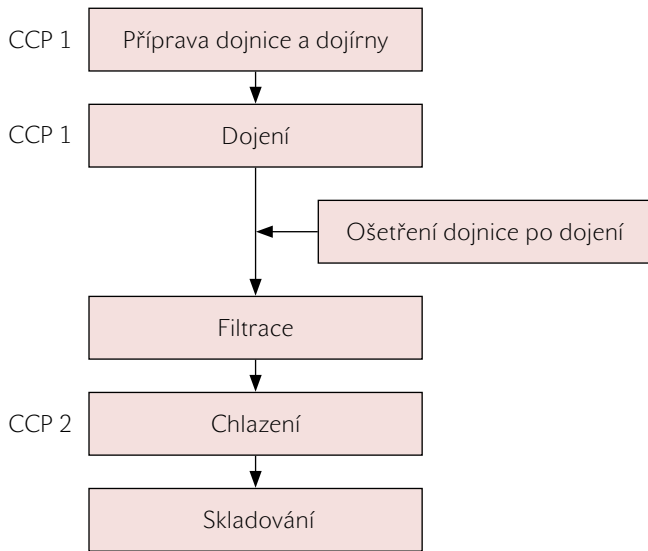 CCP 1 Příprava dojnice a dojírny
CCP 1 Dojení
Ošetření dojnice po dojení
Filtrace
CCP 2 Chlazení
Skladování